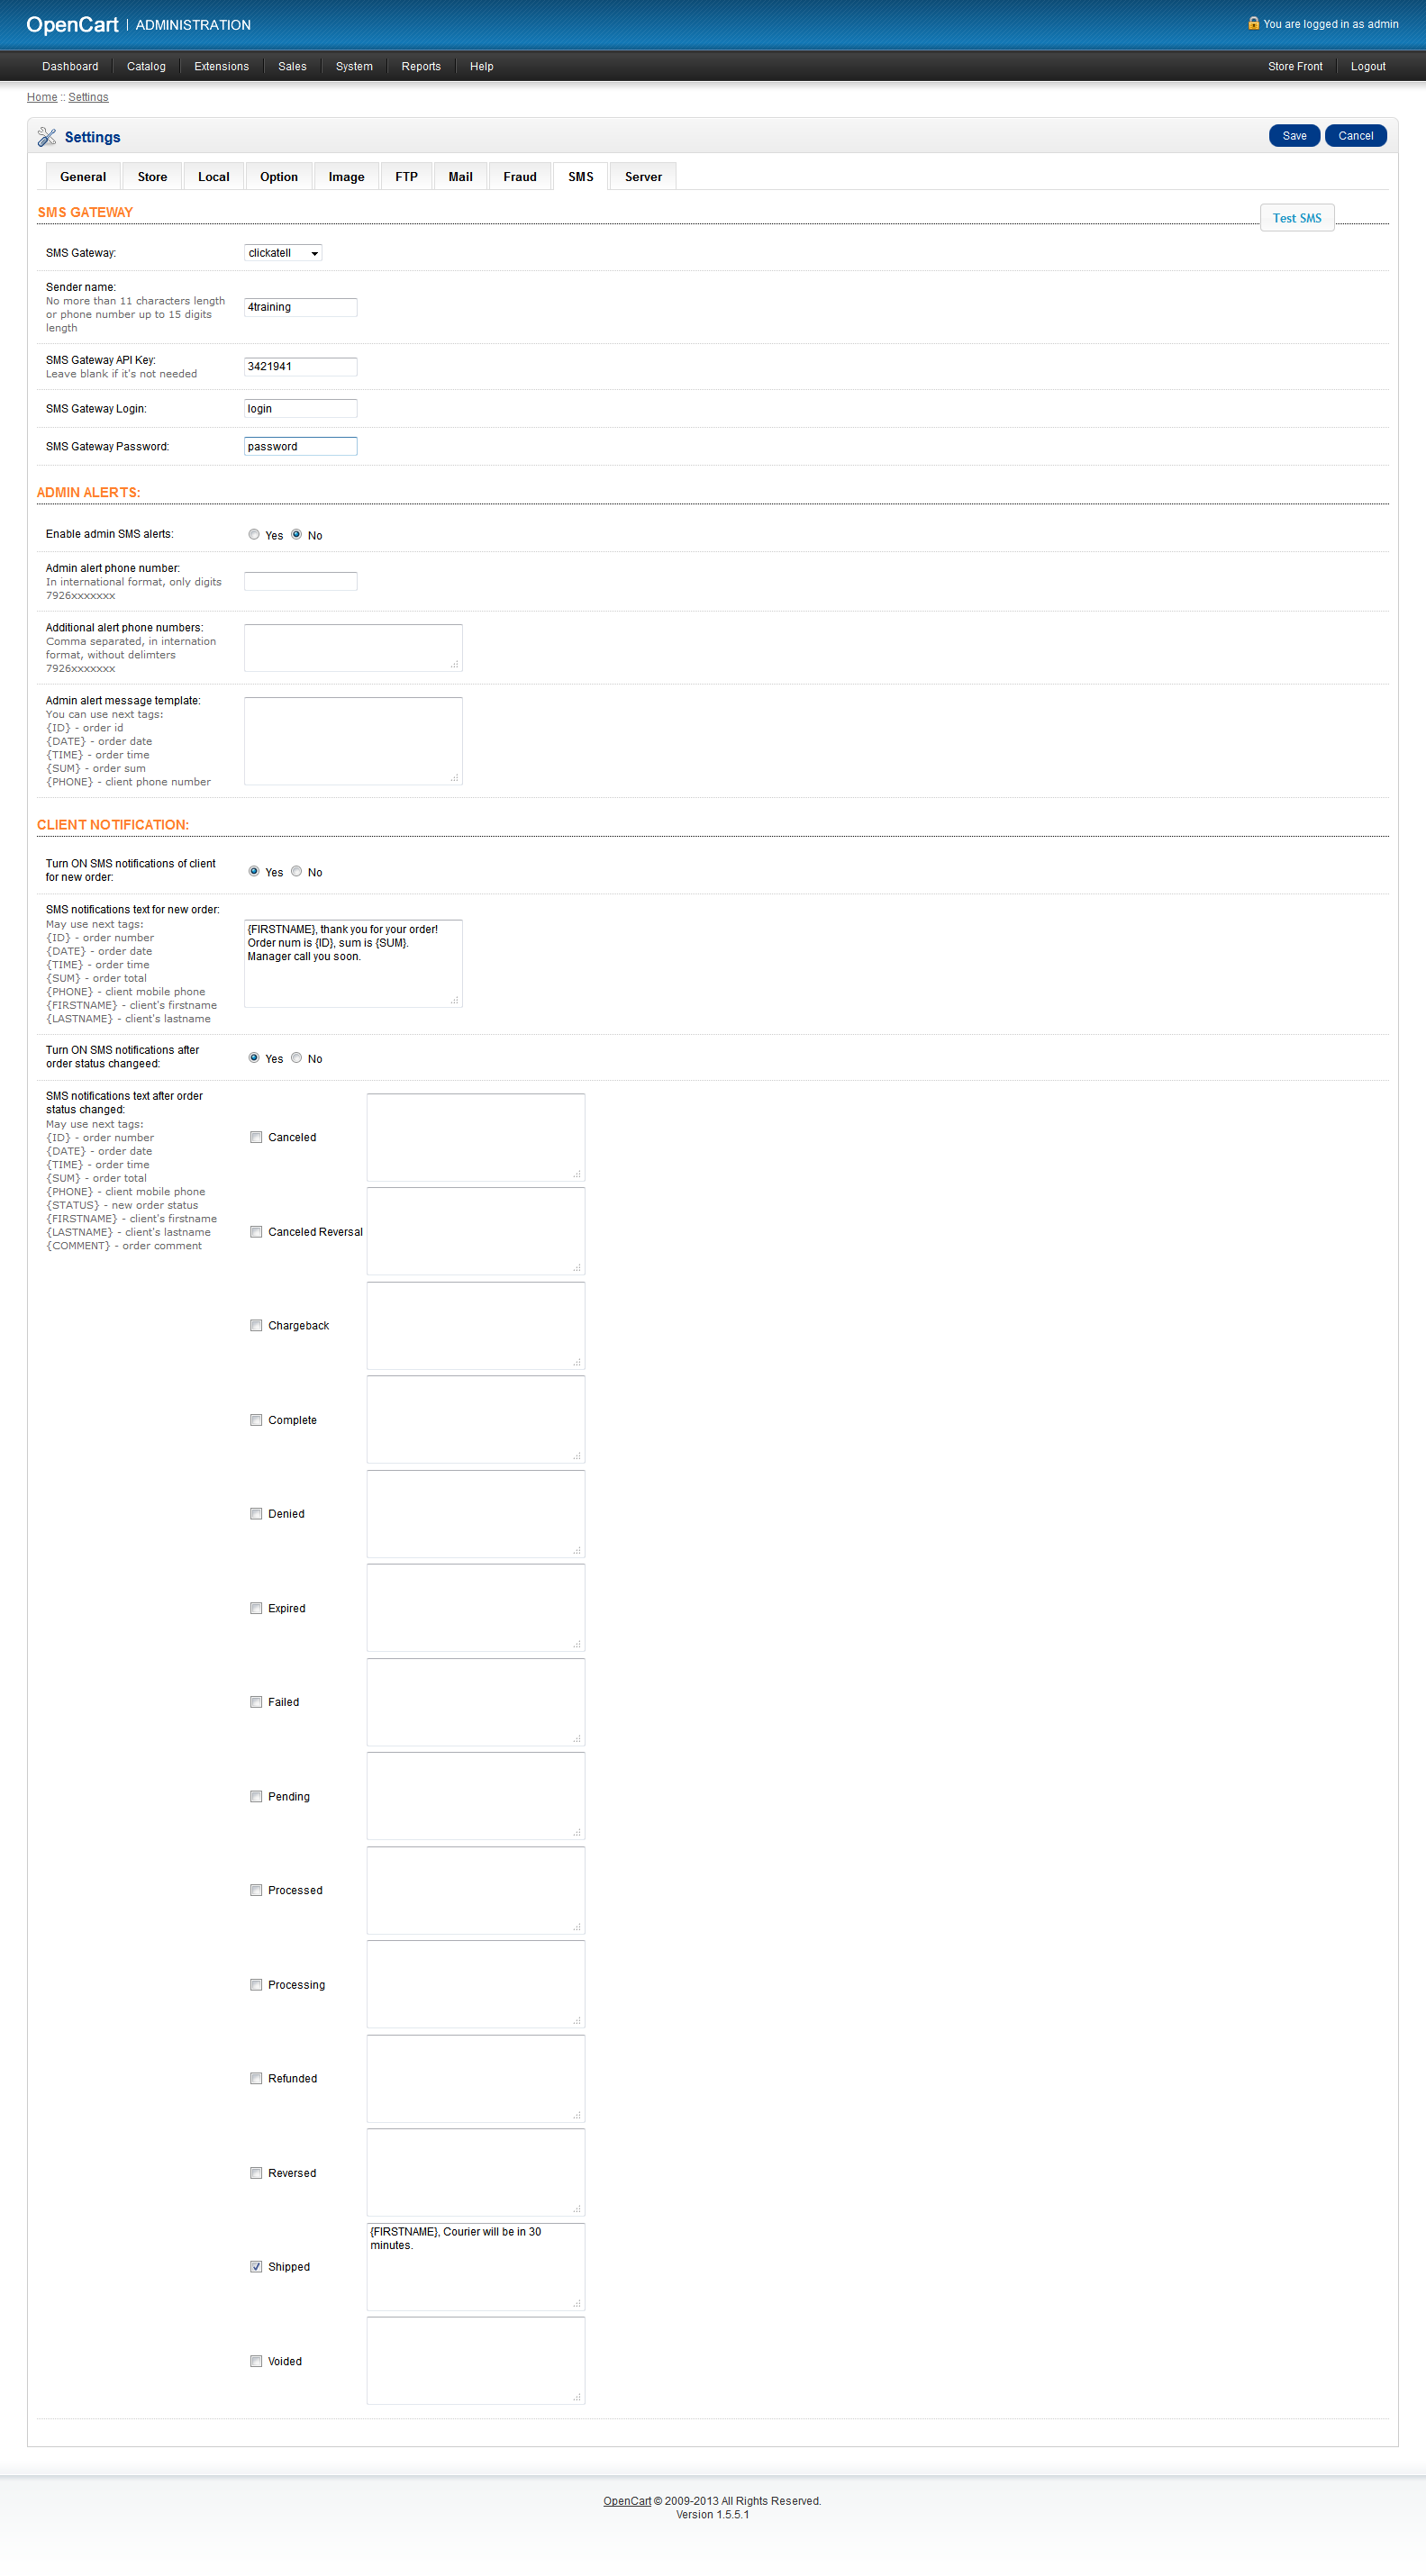 OpenCart | ADMINISTRATION
You are logged in as admin
Dashboard Catalog Extensions Sales System Reports Help Store Front Logout
Home :: Settings
Settings Save Cancel
General Store Local Option Image FTP Mail Fraud SMS Server
SMS GATEWAY
Test SMS
SMS Gateway: clickatell
Sender name:
No more than 11 characters length
or phone number up to 15 digits
length
4training
SMS Gateway API Key:
Leave blank if it's not needed
3421941
SMS Gateway Login: login
SMS Gateway Password: password
ADMIN ALERTS:
Enable admin SMS alerts: Yes No
Admin alert phone number:
In international format, only digits
7926xxxxxxx
Additional alert phone numbers:
Comma separated, in internation
format, without delimters
7926xxxxxxx
Admin alert message template:
You can use next tags:
{ID} - order id
{DATE} - order date
{TIME} - order time
{SUM} - order sum
{PHONE} - client phone number
CLIENT NOTIFICATION:
Turn ON SMS notifications of client
for new order:
Yes No
SMS notifications text for new order:
May use next tags:
{ID} - order number
{DATE} - order date
{TIME} - order time
{SUM} - order total
{PHONE} - client mobile phone
{FIRSTNAME} - client's firstname
{LASTNAME} - client's lastname
{FIRSTNAME}, thank you for your order!
Order num is {ID}, sum is {SUM}.
Manager call you soon.
Turn ON SMS notifications after
order status changeed:
Yes No
SMS notifications text after order
status changed:
May use next tags:
{ID} - order number
{DATE} - order date
{TIME} - order time
{SUM} - order total
{PHONE} - client mobile phone
{STATUS} - new order status
{FIRSTNAME} - client's firstname
{LASTNAME} - client's lastname
{COMMENT} - order comment
Canceled
Canceled Reversal
Chargeback
Complete
Denied
Expired
Failed
Pending
Processed
Processing
Refunded
Reversed
Shipped
{FIRSTNAME}, Courier will be in 30
minutes.
Voided
OpenCart © 2009-2013 All Rights Reserved.
Version 1.5.5.1